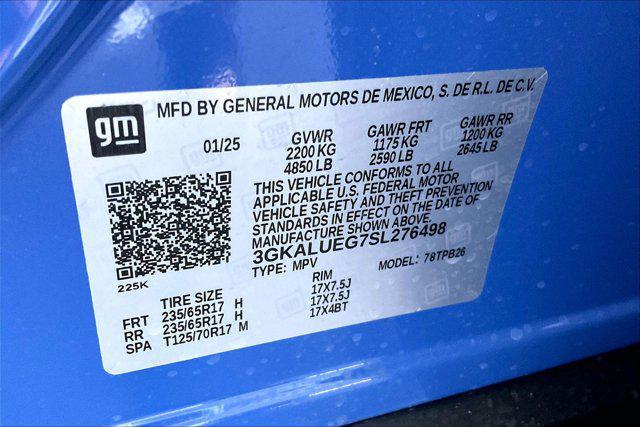 gm
MFD BY GENERAL MOTORS DE MEXICO, S. DE R.L. DE C.V.
01/25 GVWR GAWR FRT GAWR RR
2200 KG 1175 KG 1200 KG
4850 LB 2590 LB 2645 LB
THIS VEHICLE CONFORMS TO ALL
APPLICABLE U.S. FEDERAL MOTOR
VEHICLE SAFETY AND THEFT PREVENTION
STANDARDS IN EFFECT ON THE DATE OF
MANUFACTURE SHOWN ABOVE.
3GKALUEG7SL276498
TYPE: MPV MODEL: 78TPB26
225K
TIRE SIZE RIM
FRT 235/65R17 H 17X7.5J
RR 235/65R17 H 17X7.5J
SPA T125/70R17 M 17X4BT